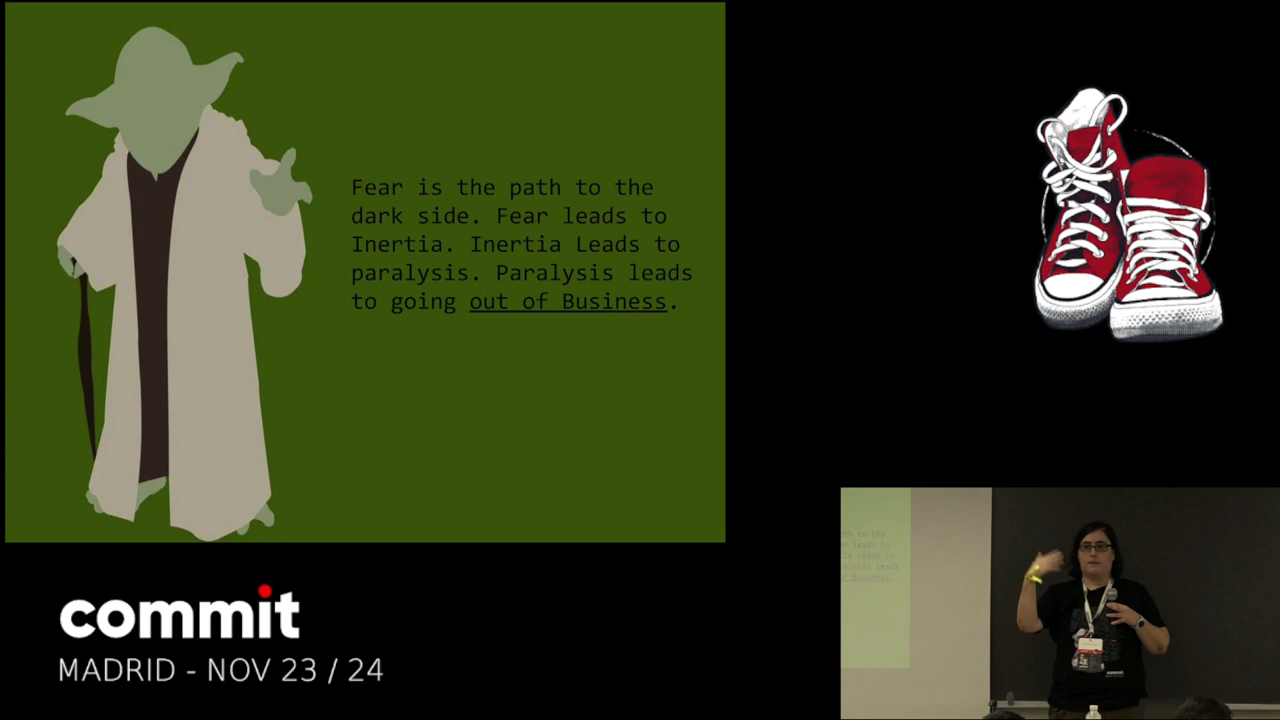 Fear is the path to the
dark side. Fear leads to
Inertia. Inertia Leads to
paralysis. Paralysis leads
to going out of Business.
commit
MADRID - NOV 23 / 24